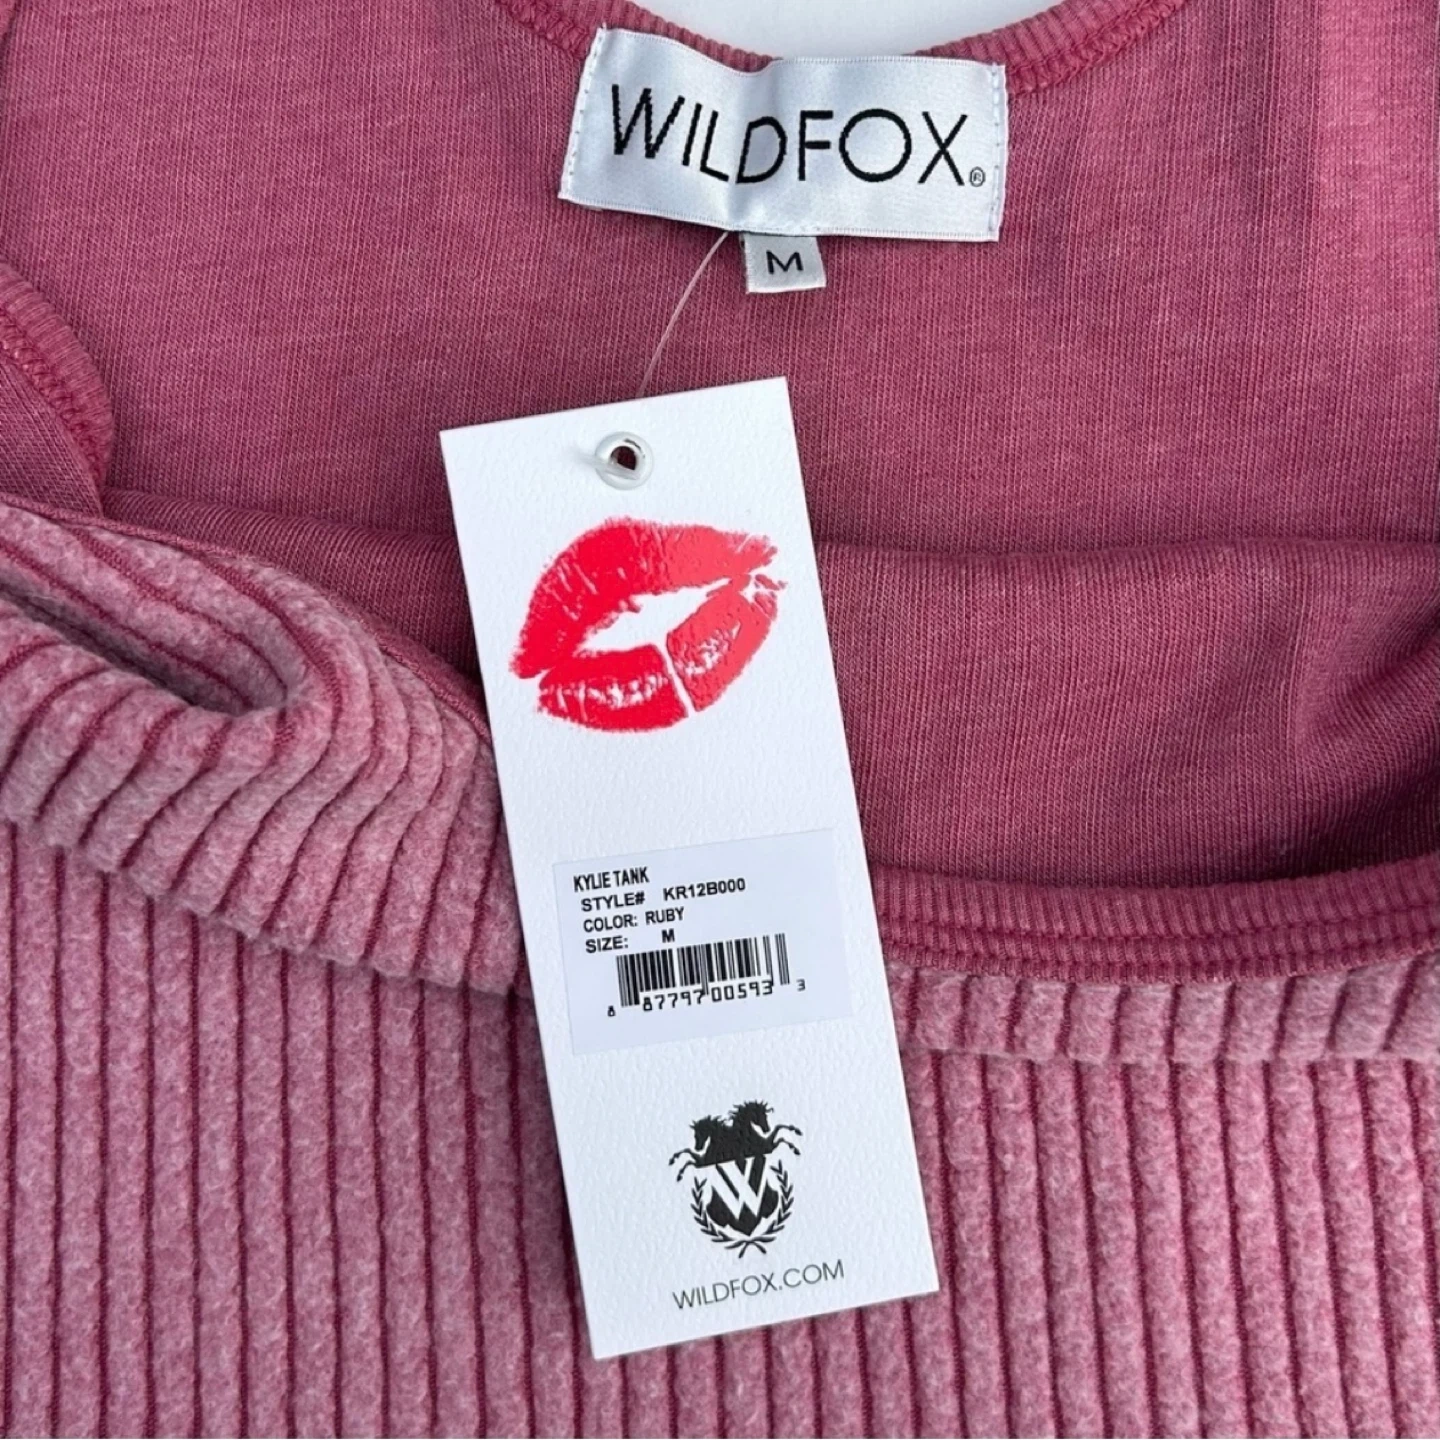 WILDFOX®
M
KYLIE TANK
STYLE# KR12B000
COLOR: RUBY
SIZE: M
8 87797 00593 3
W
WILDFOX.COM